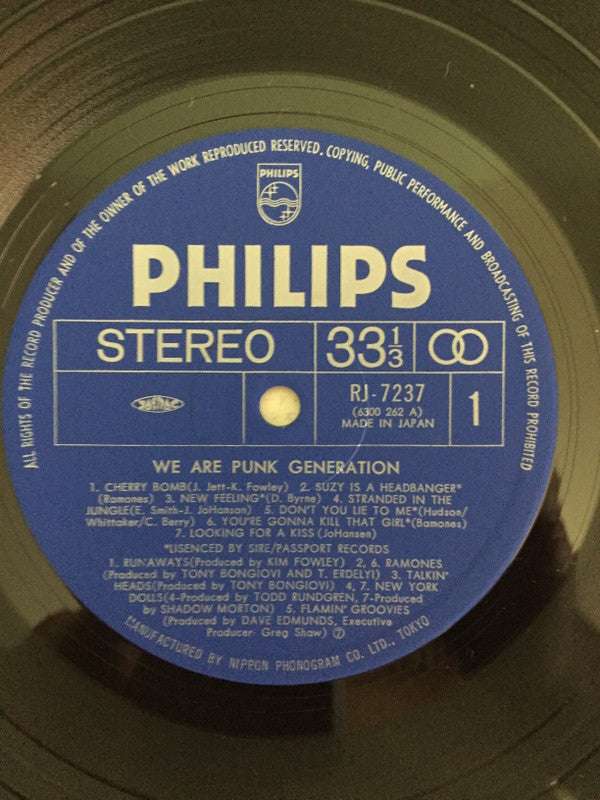 ALL RIGHTS OF THE RECORD PRODUCER AND OF THE OWNER OF THE WORK REPRODUCED RESERVED. COPYING, PUBLIC PERFORMANCE AND BROADCASTING OF THIS RECORD PROHIBITED
PHILIPS
PHILIPS
STEREO 33 1/3
RJ-7237
(6300 262 A)
MADE IN JAPAN
1
WE ARE PUNK GENERATION
1. CHERRY BOMB(J. Jett-K. Fowley) 2. SUZY IS A HEADBANGER*
(Ramones) 3. NEW FEELING*(D. Byrne) 4. STRANDED IN THE
JUNGLE(E. Smith-J. JoHanson) 5. DON'T YOU LIE TO ME*(Hudson/
Whittaker/C. Berry) 6. YOU'RE GONNA KILL THAT GIRL*(Bamones)
7. LOOKING FOR A KISS (JoHansen)
*LISENCED BY SIRE/PASSPORT RECORDS
1. RUNAWAYS(Produced by KIM FOWLEY) 2, 6. RAMONES
(Produced by TONY BONGIOVI AND T. ERDELYI) 3. TALKIN'
HEADS(Produced by TONY BONGIOVI) 4, 7. NEW YORK
DOLLS(4-Produced by TODD RUNDGREN, 7-Produced
by SHADOW MORTON) 5. FLAMIN' GROOVIES
(Produced by DAVE EDMUNDS, Executive
Producer Greg Shaw) ⑦
MANUFACTURED BY NIPPON PHONOGRAM CO. LTD., TOKYO